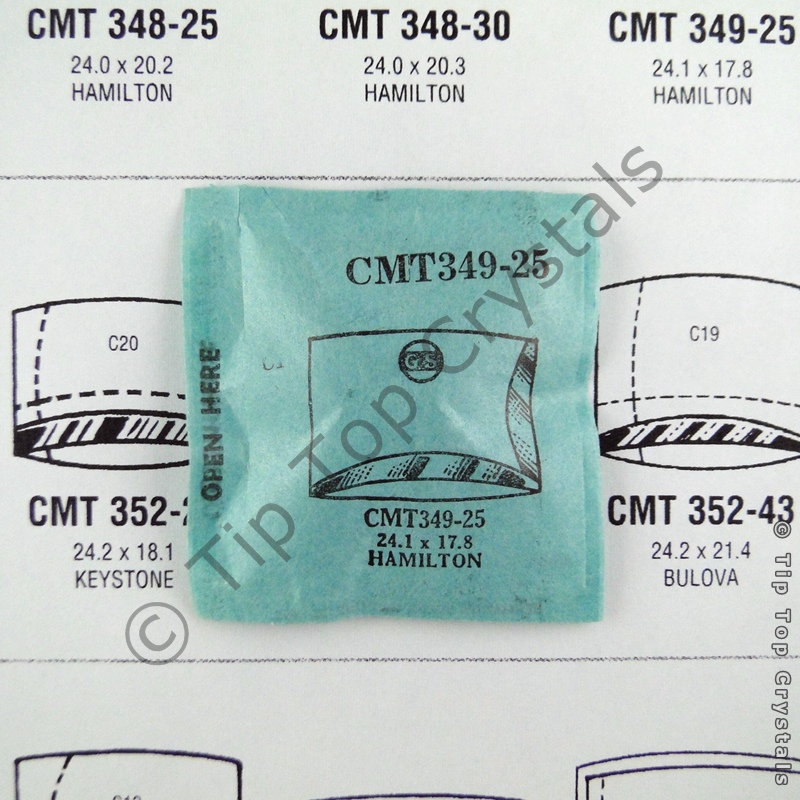 CMT 348-25
24.0 x 20.2
HAMILTON
CMT 348-30
24.0 x 20.3
HAMILTON
CMT 349-25
24.1 x 17.8
HAMILTON
C20
OPEN HERE
CMT349-25
GS
CMT349-25
24.1 x 17.8
HAMILTON
C19
CMT 352-
24.2 x 18.1
KEYSTONE
CMT 352-43
24.2 x 21.4
BULOVA
© Tip Top Crystals
© Tip Top Crystals